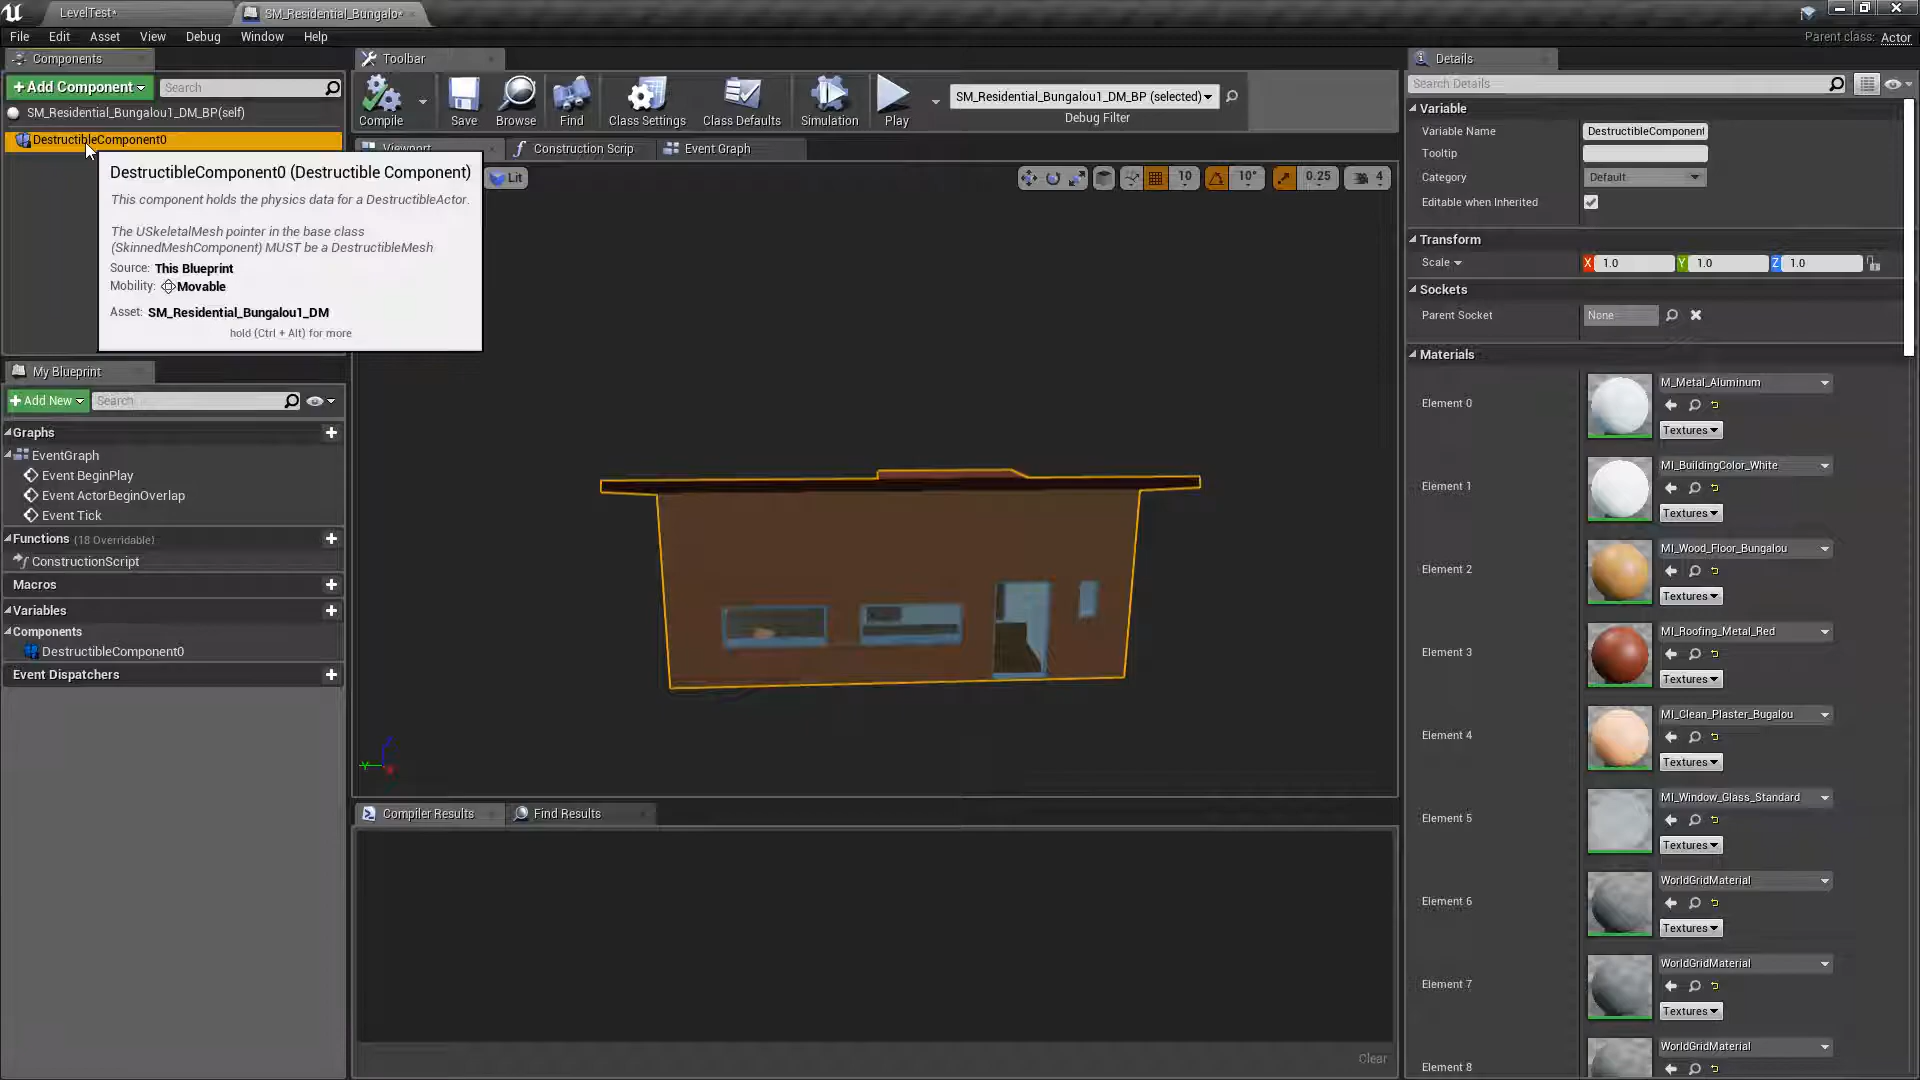 LevelTest*
SM_Residential_Bungalo*
File Edit Asset View Debug Window Help
Parent class: Actor
Components
Toolbar
Details
+Add Component
Search
SM_Residential_Bungalou1_DM_BP(self)
DestructibleComponent0
Compile
Save
Browse
Find
Class Settings
Class Defaults
Simulation
Play
SM_Residential_Bungalou1_DM_BP (selected)
Debug Filter
Viewport
Construction Scrip
Event Graph
Lit
10
10°
0.25
4
DestructibleComponent0 (Destructible Component)
This component holds the physics data for a DestructibleActor.
The USkeletalMesh pointer in the base class
(SkinnedMeshComponent) MUST be a DestructibleMesh
Source: This Blueprint
Mobility: Movable
Asset: SM_Residential_Bungalou1_DM
hold (Ctrl + Alt) for more
My Blueprint
+Add New
Search
Graphs
EventGraph
Event BeginPlay
Event ActorBeginOverlap
Event Tick
Functions (18 Overridable)
ConstructionScript
Macros
Variables
Components
DestructibleComponent0
Event Dispatchers
Compiler Results
Find Results
Clear
Search Details
Variable
Variable Name DestructibleComponent
Tooltip
Category Default
Editable when Inherited
Transform
Scale X 1.0 Y 1.0 Z 1.0
Sockets
Parent Socket None
Materials
Element 0 M_Metal_Aluminum
Textures
Element 1 MI_BuildingColor_White
Textures
Element 2 MI_Wood_Floor_Bungalou
Textures
Element 3 MI_Roofing_Metal_Red
Textures
Element 4 MI_Clean_Plaster_Bugalou
Textures
Element 5 MI_Window_Glass_Standard
Textures
Element 6 WorldGridMaterial
Textures
Element 7 WorldGridMaterial
Textures
Element 8 WorldGridMaterial